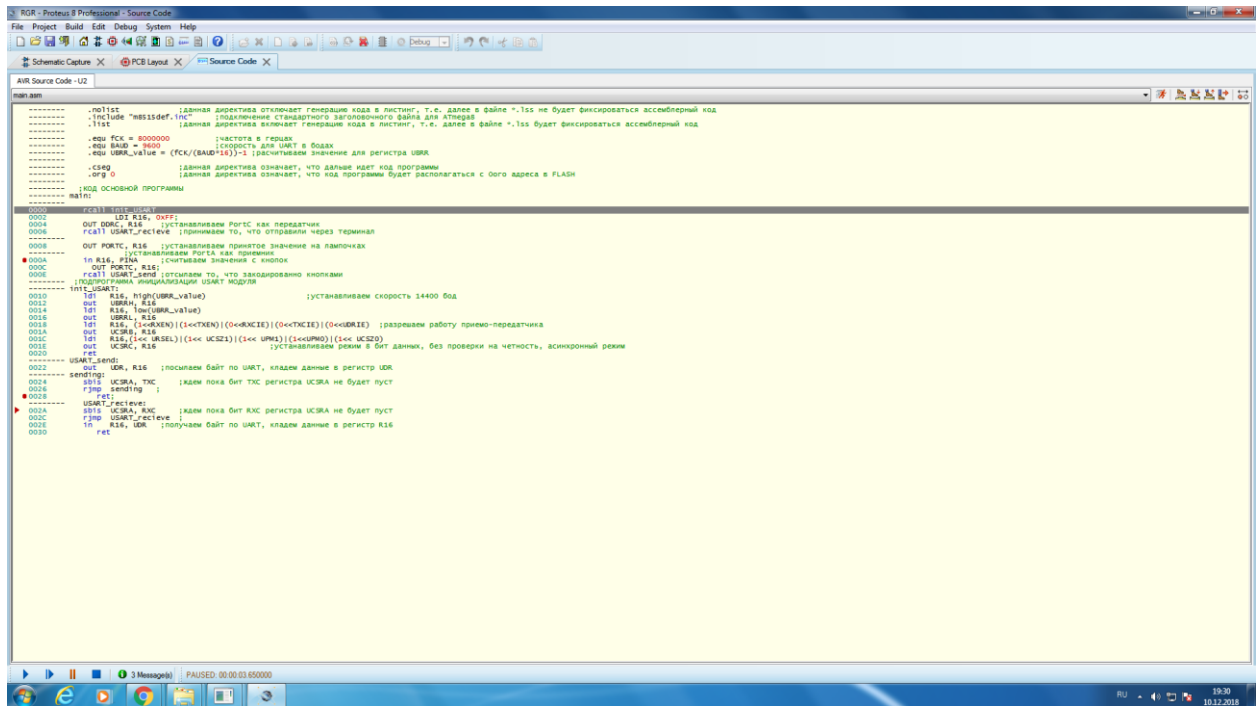 RGR - Proteus 8 Professional - Source Code
File Project Build Edit Debug System Help
Debug
Schematic Capture X PCB Layout X Source Code X
AVR Source Code - U2
main.asm
-------- .nolist ;данная директива отключает генерацию кода в листинг, т.е. далее в файле *.lss не будет фиксироваться ассемблерный код
-------- .include "m8515def.inc" ;подключение стандартного заголовочного файла для ATmega8
-------- .list ;данная директива включает генерацию кода в листинг, т.е. далее в файле *.lss будет фиксироваться ассемблерный код
--------
-------- .equ fCK = 8000000 ;частота в герцах
-------- .equ BAUD = 9600 ;скорость для UART в бодах
-------- .equ UBRR_value = (fCK/(BAUD*16))-1 ;расчитываем значение для регистра UBRR
--------
-------- .cseg ;данная директива означает, что дальше идет код программы
-------- .org 0 ;данная директива означает, что код программы будет располагаться с 0ого адреса в FLASH
--------
-------- ;КОД ОСНОВНОЙ ПРОГРАММЫ
-------- main:
--------
0000 rcall init_USART
0002 LDI R16, 0XFF;
0004 OUT DDRC, R16 ;устанавливаем PortC как передатчик
0006 rcall USART_recieve ;принимаем то, что отправили через терминал
--------
0008 OUT PORTC, R16 ;устанавливаем принятое значение на лампочках
-------- ;устанавливаем PortA как приемник
000A in R16, PINA ;считываем значения с кнопок
000C OUT PORTC, R16;
000E rcall USART_send ;отсылаем то, что закодированно кнопками
-------- ;ПОДПРОГРАММА ИНИЦИАЛИЗАЦИИ USART МОДУЛЯ
-------- init_USART:
0010 ldi R16, high(UBRR_value) ;устанавливаем скорость 14400 бод
0012 out UBRRH, R16
0014 ldi R16, low(UBRR_value)
0016 out UBRRL, R16
0018 ldi R16, (1<<RXEN)|(1<<TXEN)|(0<<RXCIE)|(0<<TXCIE)|(0<<UDRIE) ;разрешаем работу приемо-передатчика
001A out UCSRB, R16
001C ldi R16,(1<< URSEL)|(1<< UCSZ1)|(1<< UPM1)|(1<<UPM0)|(1<< UCSZ0)
001E out UCSRC, R16 ;устанавливаем режим 8 бит данных, без проверки на четность, асинхронный режим
0020 ret
-------- USART_send:
0022 out UDR, R16 ;посылаем байт по UART, кладем данные в регистр UDR
-------- sending:
0024 sbis UCSRA, TXC ;ждем пока бит TXC регистра UCSRA не будет пуст
0026 rjmp sending ;
0028 ret;
-------- USART_recieve:
002A sbis UCSRA, RXC ;ждем пока бит RXC регистра UCSRA не будет пуст
002C rjmp USART_recieve ;
002E in R16, UDR ;получаем байт по UART, кладем данные в регистр R16
0030 ret
3 Message(s) PAUSED: 00:00:03.650000
RU 19:30
10.12.2018